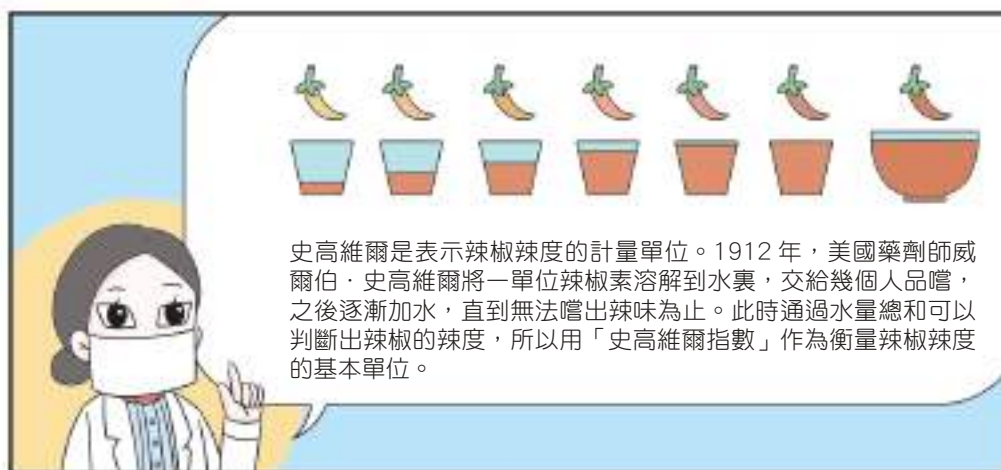 史高維爾是表示辣椒辣度的計量單位。1912 年，美國藥劑師威
爾伯．史高維爾將一單位辣椒素溶解到水裏，交給幾個人品嚐，
之後逐漸加水，直到無法嚐出辣味為止。此時通過水量總和可以
判斷出辣椒的辣度，所以用「史高維爾指數」作為衡量辣椒辣度
的基本單位。